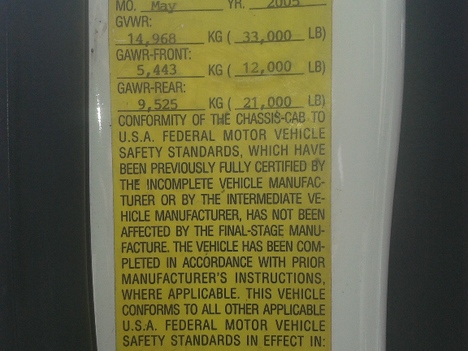 MO. May YR. 2005
GVWR:
14,968 KG ( 33,000 LB)
GAWR-FRONT:
5,443 KG ( 12,000 LB)
GAWR-REAR:
9,525 KG ( 21,000 LB)
CONFORMITY OF THE CHASSIS-CAB TO
U.S.A. FEDERAL MOTOR VEHICLE
SAFETY STANDARDS, WHICH HAVE
BEEN PREVIOUSLY FULLY CERTIFIED BY
THE INCOMPLETE VEHICLE MANUFAC-
TURER OR BY THE INTERMEDIATE VE-
HICLE MANUFACTURER, HAS NOT BEEN
AFFECTED BY THE FINAL-STAGE MANU-
FACTURE. THE VEHICLE HAS BEEN COM-
PLETED IN ACCORDANCE WITH PRIOR
MANUFACTURER'S INSTRUCTIONS,
WHERE APPLICABLE. THIS VEHICLE
CONFORMS TO ALL OTHER APPLICABLE
U.S.A. FEDERAL MOTOR VEHICLE
SAFETY STANDARDS IN EFFECT IN: